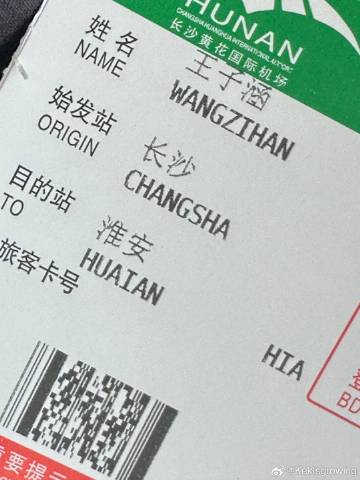 HUNAN
CHANGSHA HUANGHUA INTERNATIONAL AIRPORT
长沙黄花国际机场
姓名 王子涵
NAME WANGZIHAN
始发站 长沙
ORIGIN CHANGSHA
目的站 淮安
TO HUAIAN
旅客卡号
HIA
BD
重要提示